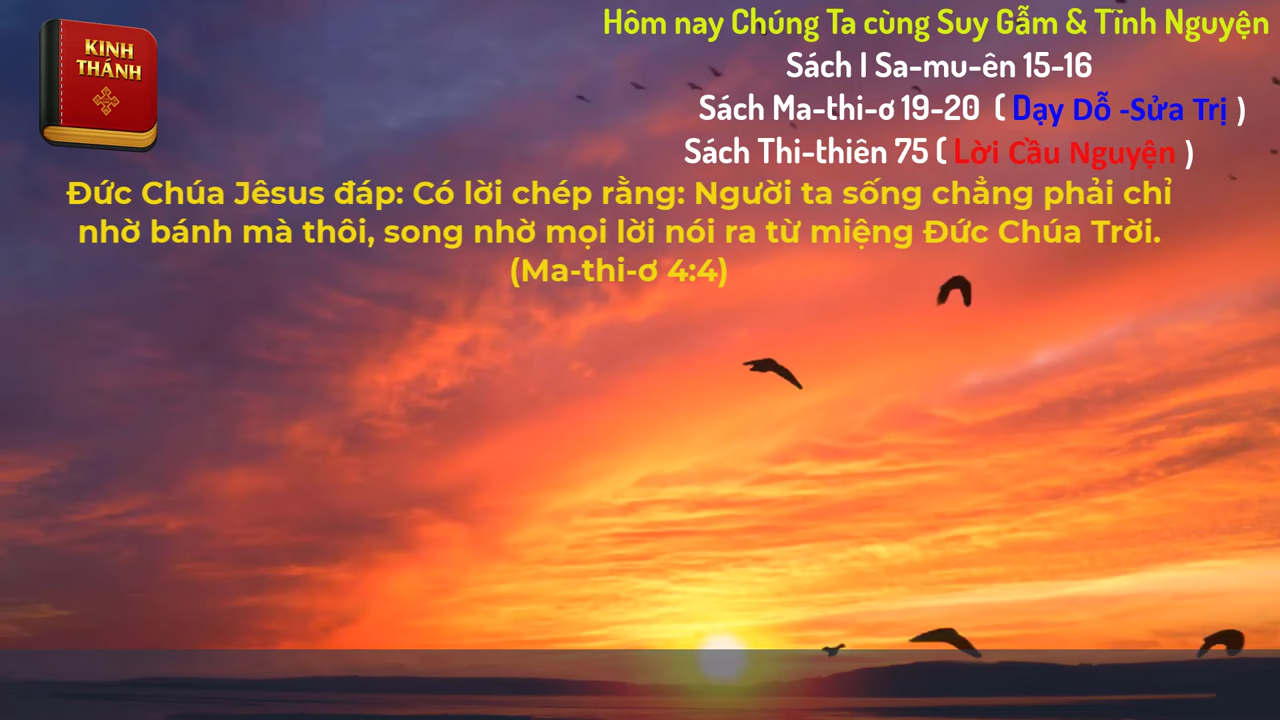 KINH
THÁNH
Hôm nay Chúng Ta cùng Suy Gẫm & Tĩnh Nguyện
Sách I Sa-mu-ên 15-16
Sách Ma-thi-ơ 19-20 ( Dạy Dỗ -Sửa Trị )
Sách Thi-thiên 75 ( Lời Cầu Nguyện )
Đức Chúa Jêsus đáp: Có lời chép rằng: Người ta sống chẳng phải chỉ
nhờ bánh mà thôi, song nhờ mọi lời nói ra từ miệng Đức Chúa Trời.
(Ma-thi-ơ 4:4)